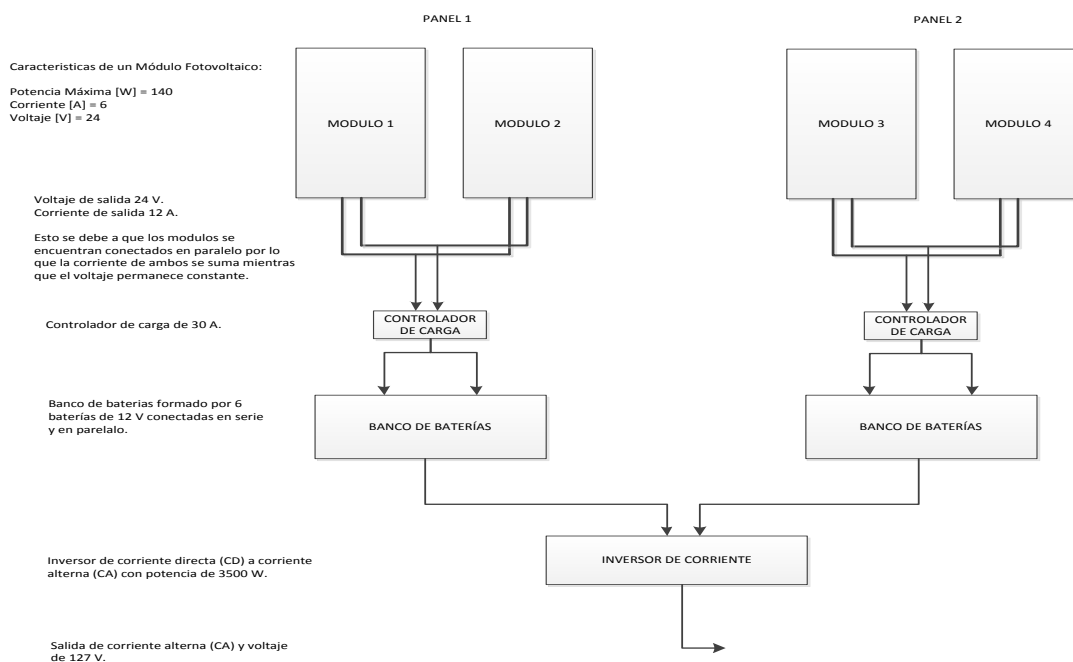 PANEL 1
PANEL 2
Caracteristicas de un Módulo Fotovoltaico:
Potencia Máxima [W] = 140
Corriente [A] = 6
Voltaje [V] = 24
MODULO 1
MODULO 2
MODULO 3
MODULO 4
Voltaje de salida 24 V.
Corriente de salida 12 A.
Esto se debe a que los modulos se
encuentran conectados en paralelo por lo
que la corriente de ambos se suma mientras
que el voltaje permanece constante.
Controlador de carga de 30 A.
CONTROLADOR
DE CARGA
CONTROLADOR
DE CARGA
Banco de baterias formado por 6
baterías de 12 V conectadas en serie
y en parelalo.
BANCO DE BATERÍAS
BANCO DE BATERÍAS
Inversor de corriente directa (CD) a corriente
alterna (CA) con potencia de 3500 W.
INVERSOR DE CORRIENTE
Salida de corriente alterna (CA) y voltaje
de 127 V.